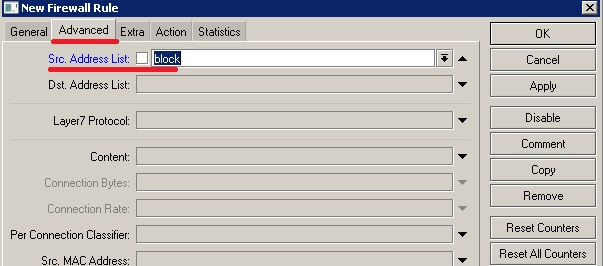 New Firewall Rule
General Advanced Extra Action Statistics
Src. Address List: block
Dst. Address List:
Layer7 Protocol:
Content:
Connection Bytes:
Connection Rate:
Per Connection Classifier:
Src. MAC Address:
OK
Cancel
Apply
Disable
Comment
Copy
Remove
Reset Counters
Reset All Counters